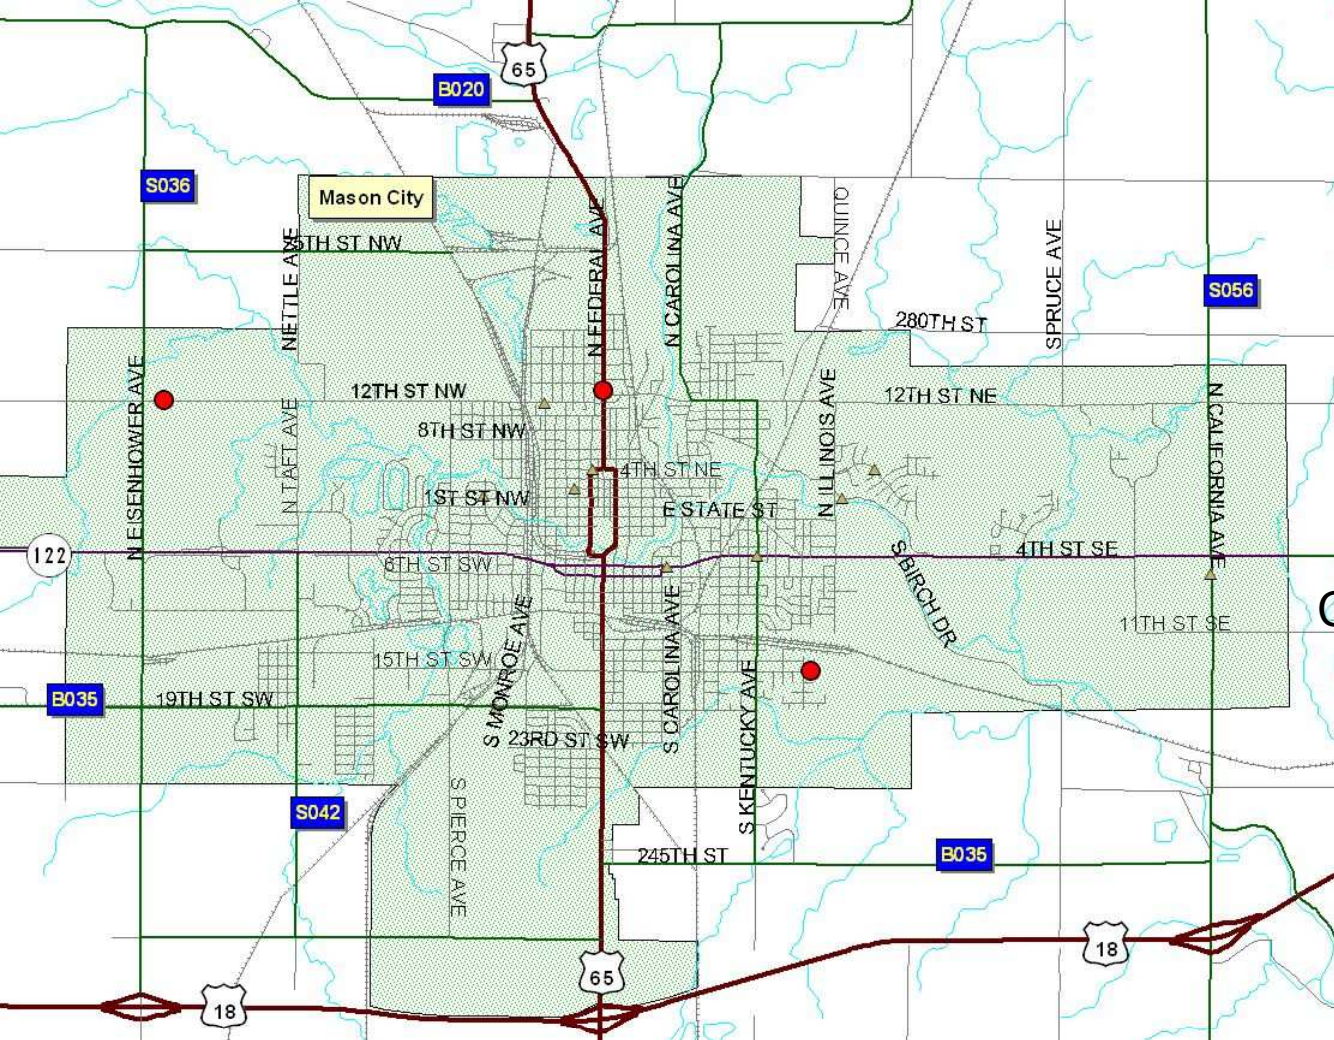 65
B020
S036
Mason City
QUINCE AVE
N CAROLINA AVE
N FEDERAL AVE
25TH ST NW
NETTLE AVE
SPRUCE AVE
S056
280TH ST
N EISENHOWER AVE
12TH ST NW
N ILLINOIS AVE
12TH ST NE
N CALIFORNIA AVE
N TAFT AVE
8TH ST NW
4TH ST NE
1ST ST NW
E STATE ST
122
6TH ST SW
4TH ST SE
S BIRCH DR
11TH ST SE
S MONROE AVE
S CAROLINA AVE
15TH ST SW
S KENTUCKY AVE
B035
19TH ST SW
23RD ST SW
S042
S PIERCE AVE
245TH ST
B035
18
65
18